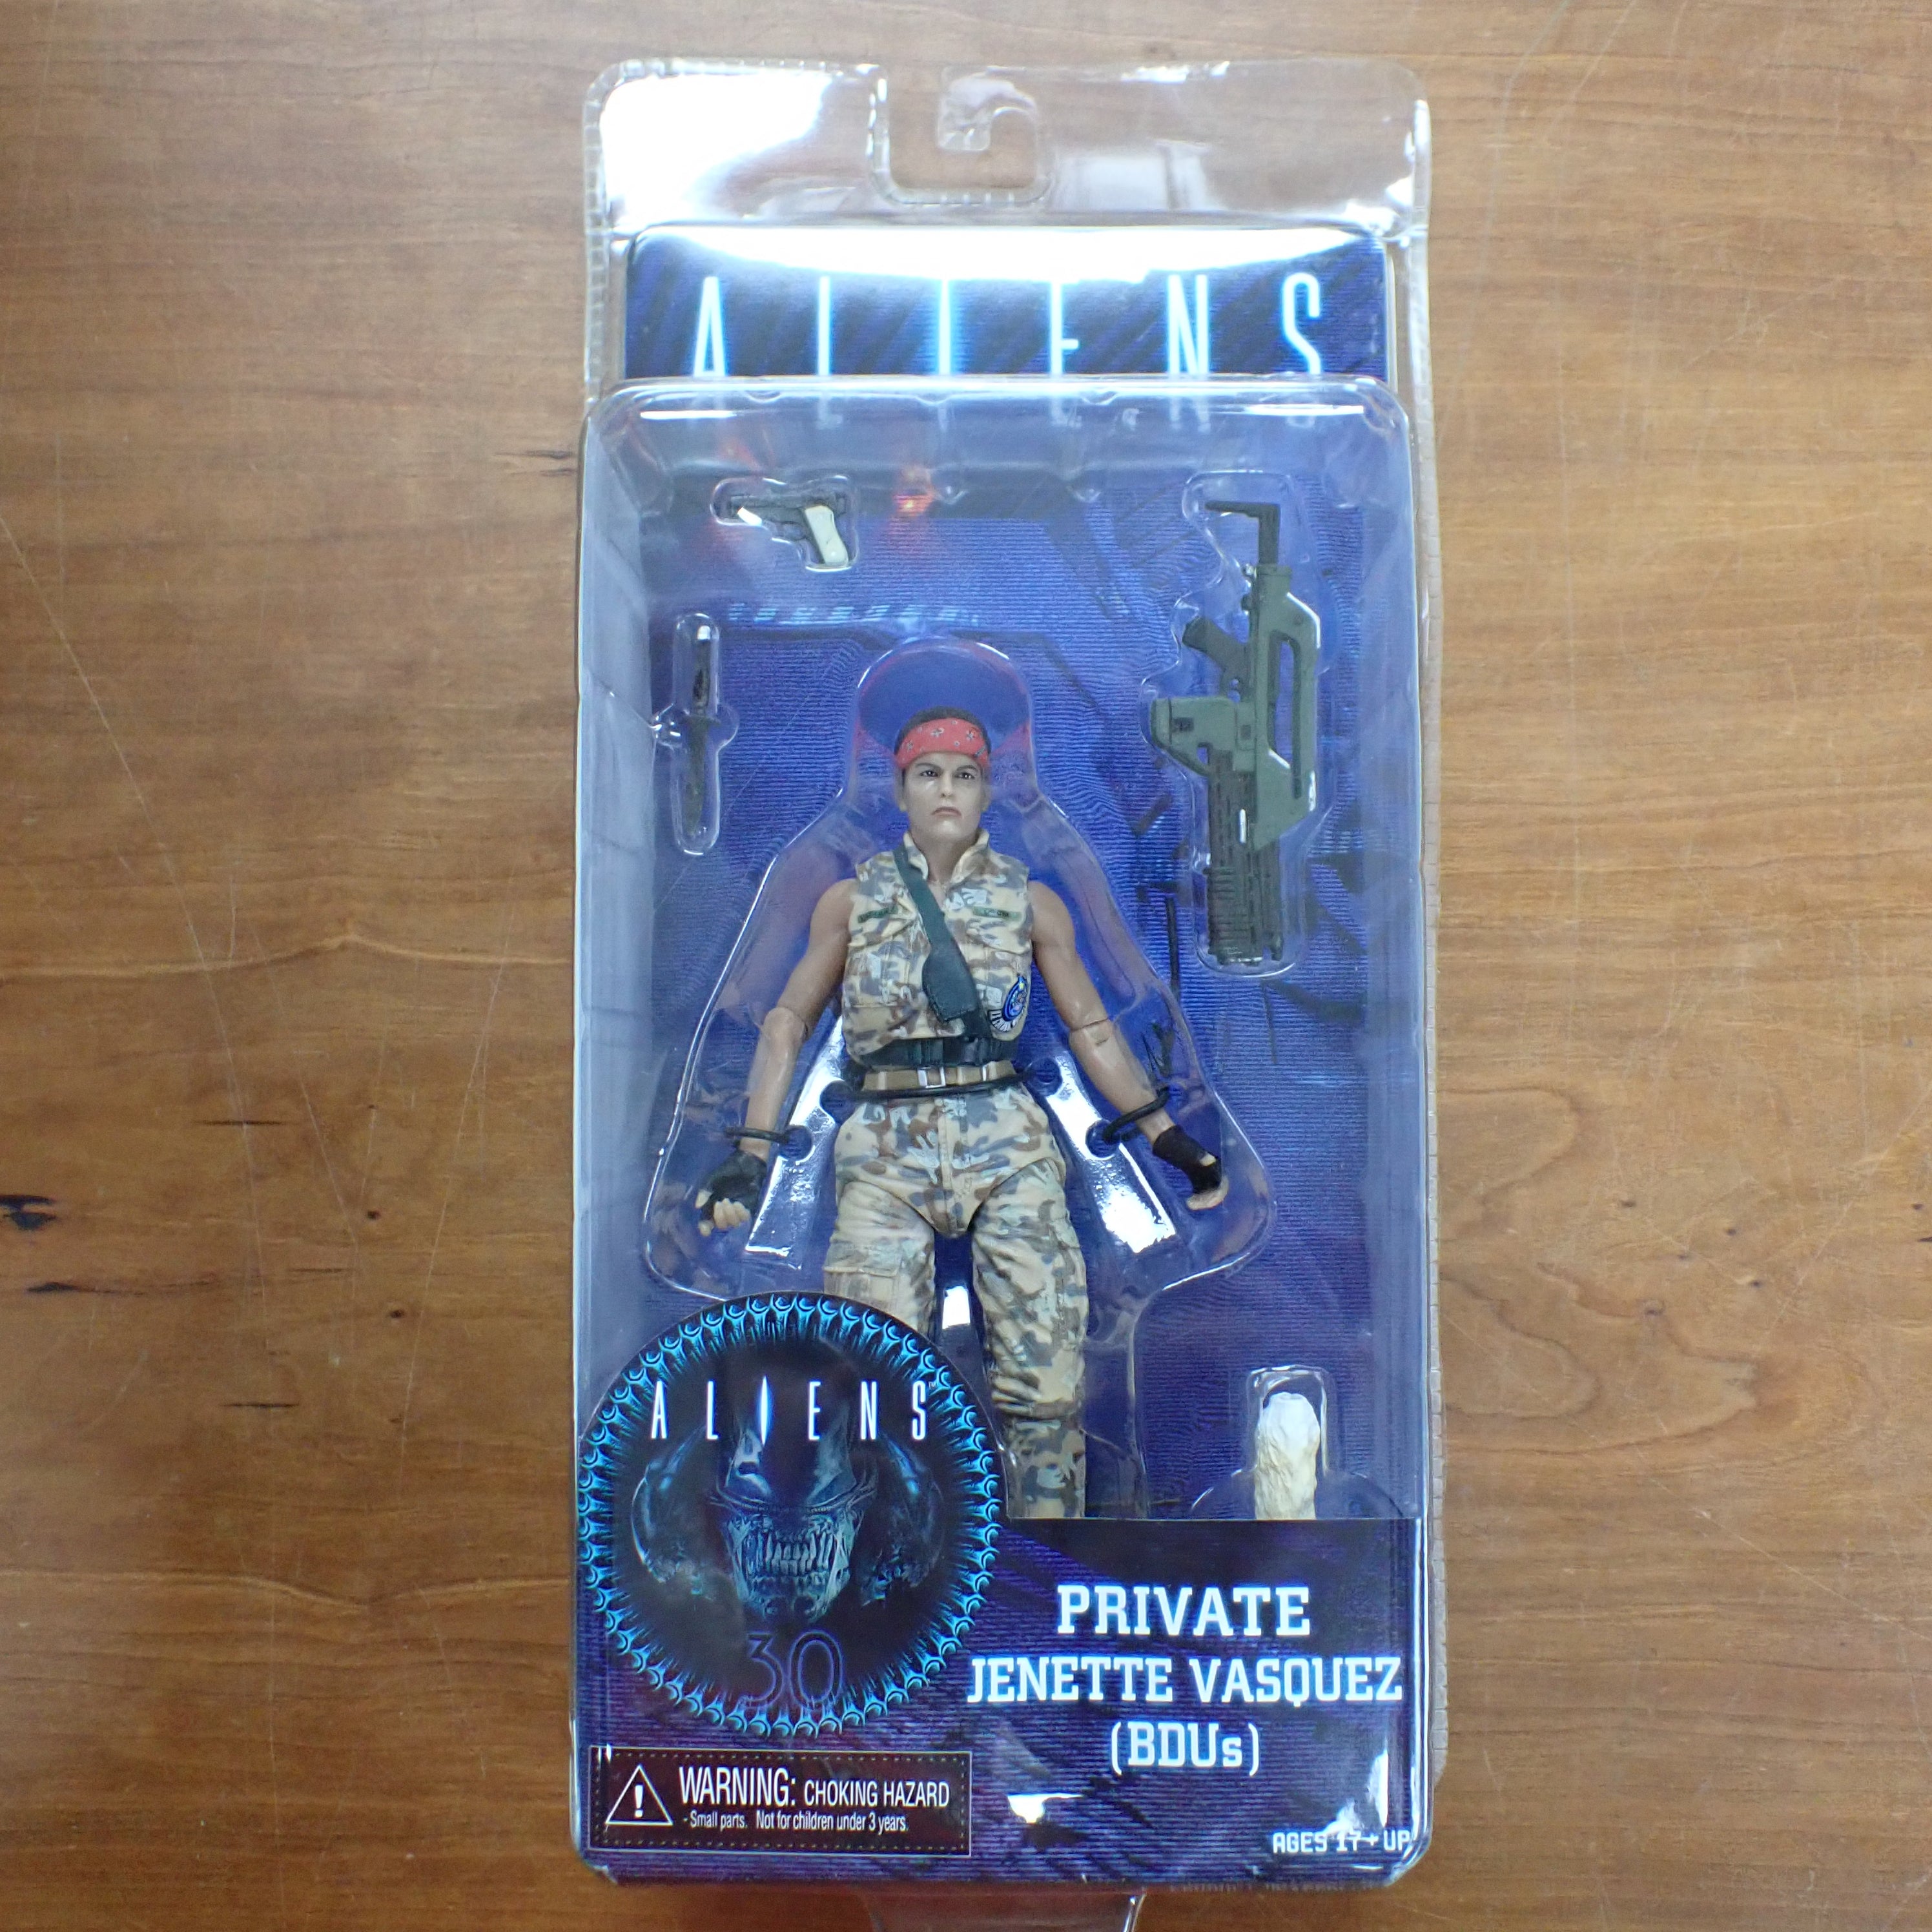 ALIENS
ALIENS™
30
PRIVATE
JENETTE VASQUEZ
(BDUs)
WARNING: CHOKING HAZARD
- Small parts. Not for children under 3 years.
AGES 17+ UP